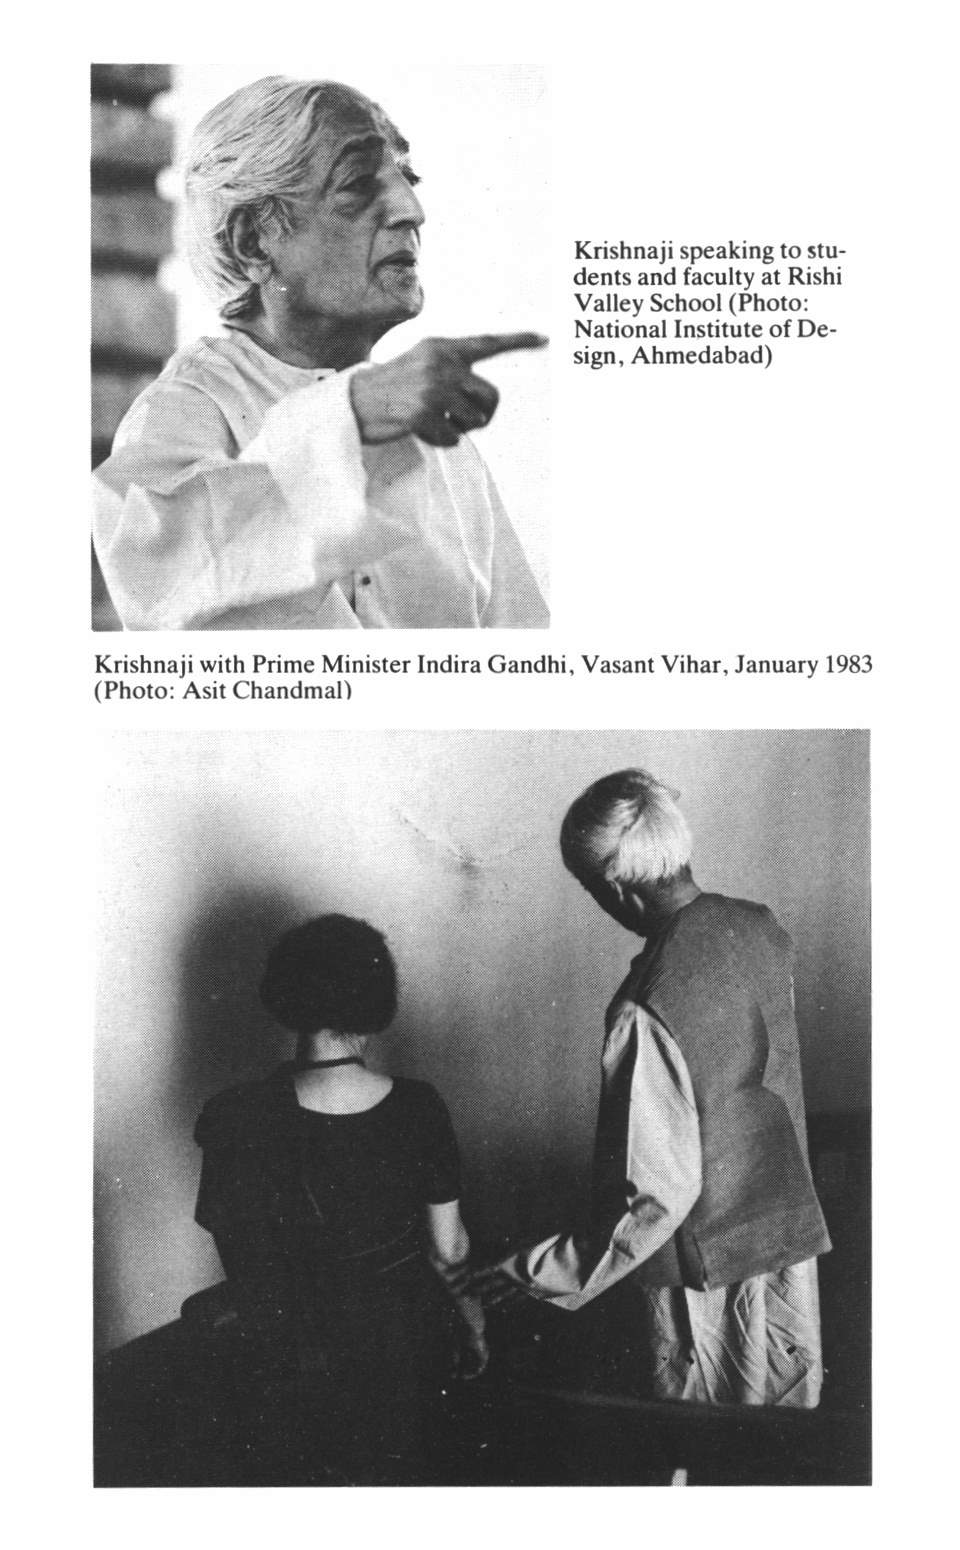 Krishnaji speaking to stu-
dents and faculty at Rishi
Valley School (Photo:
National Institute of De-
sign, Ahmedabad)
Krishnaji with Prime Minister Indira Gandhi, Vasant Vihar, January 1983
(Photo: Asit Chandmal)